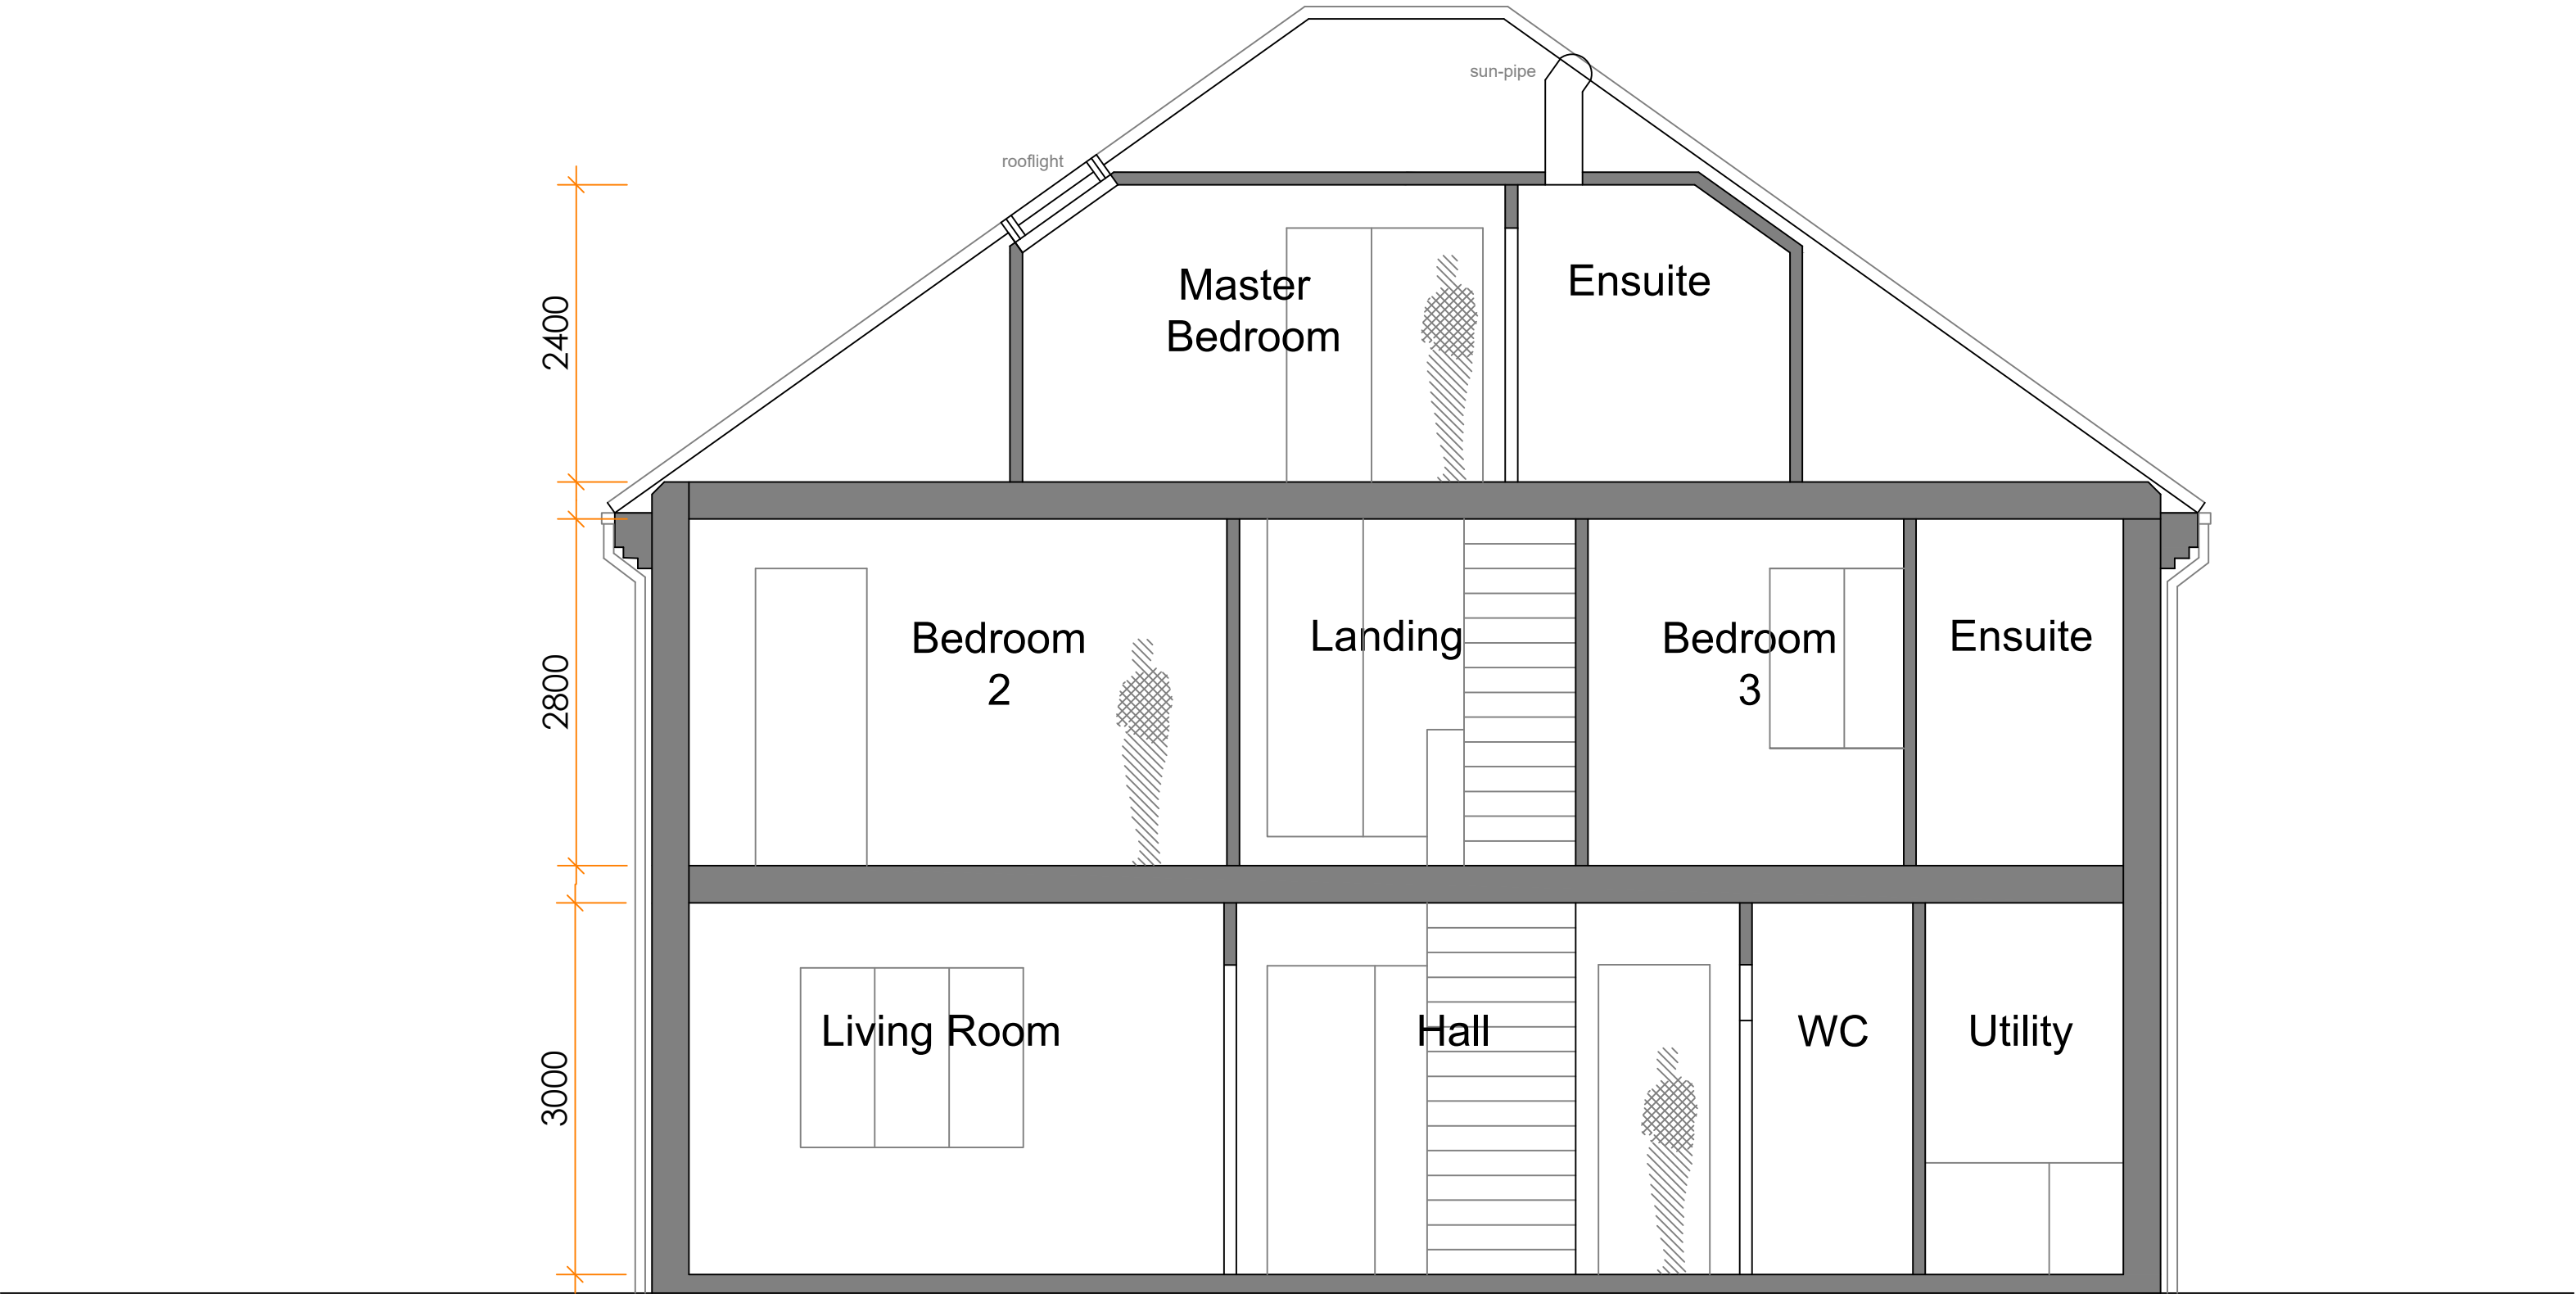 sun-pipe
rooflight
2400
Master
Bedroom
Ensuite
2800
Bedroom
2
Landing
Bedroom
3
Ensuite
3000
Living Room
Hall
WC
Utility